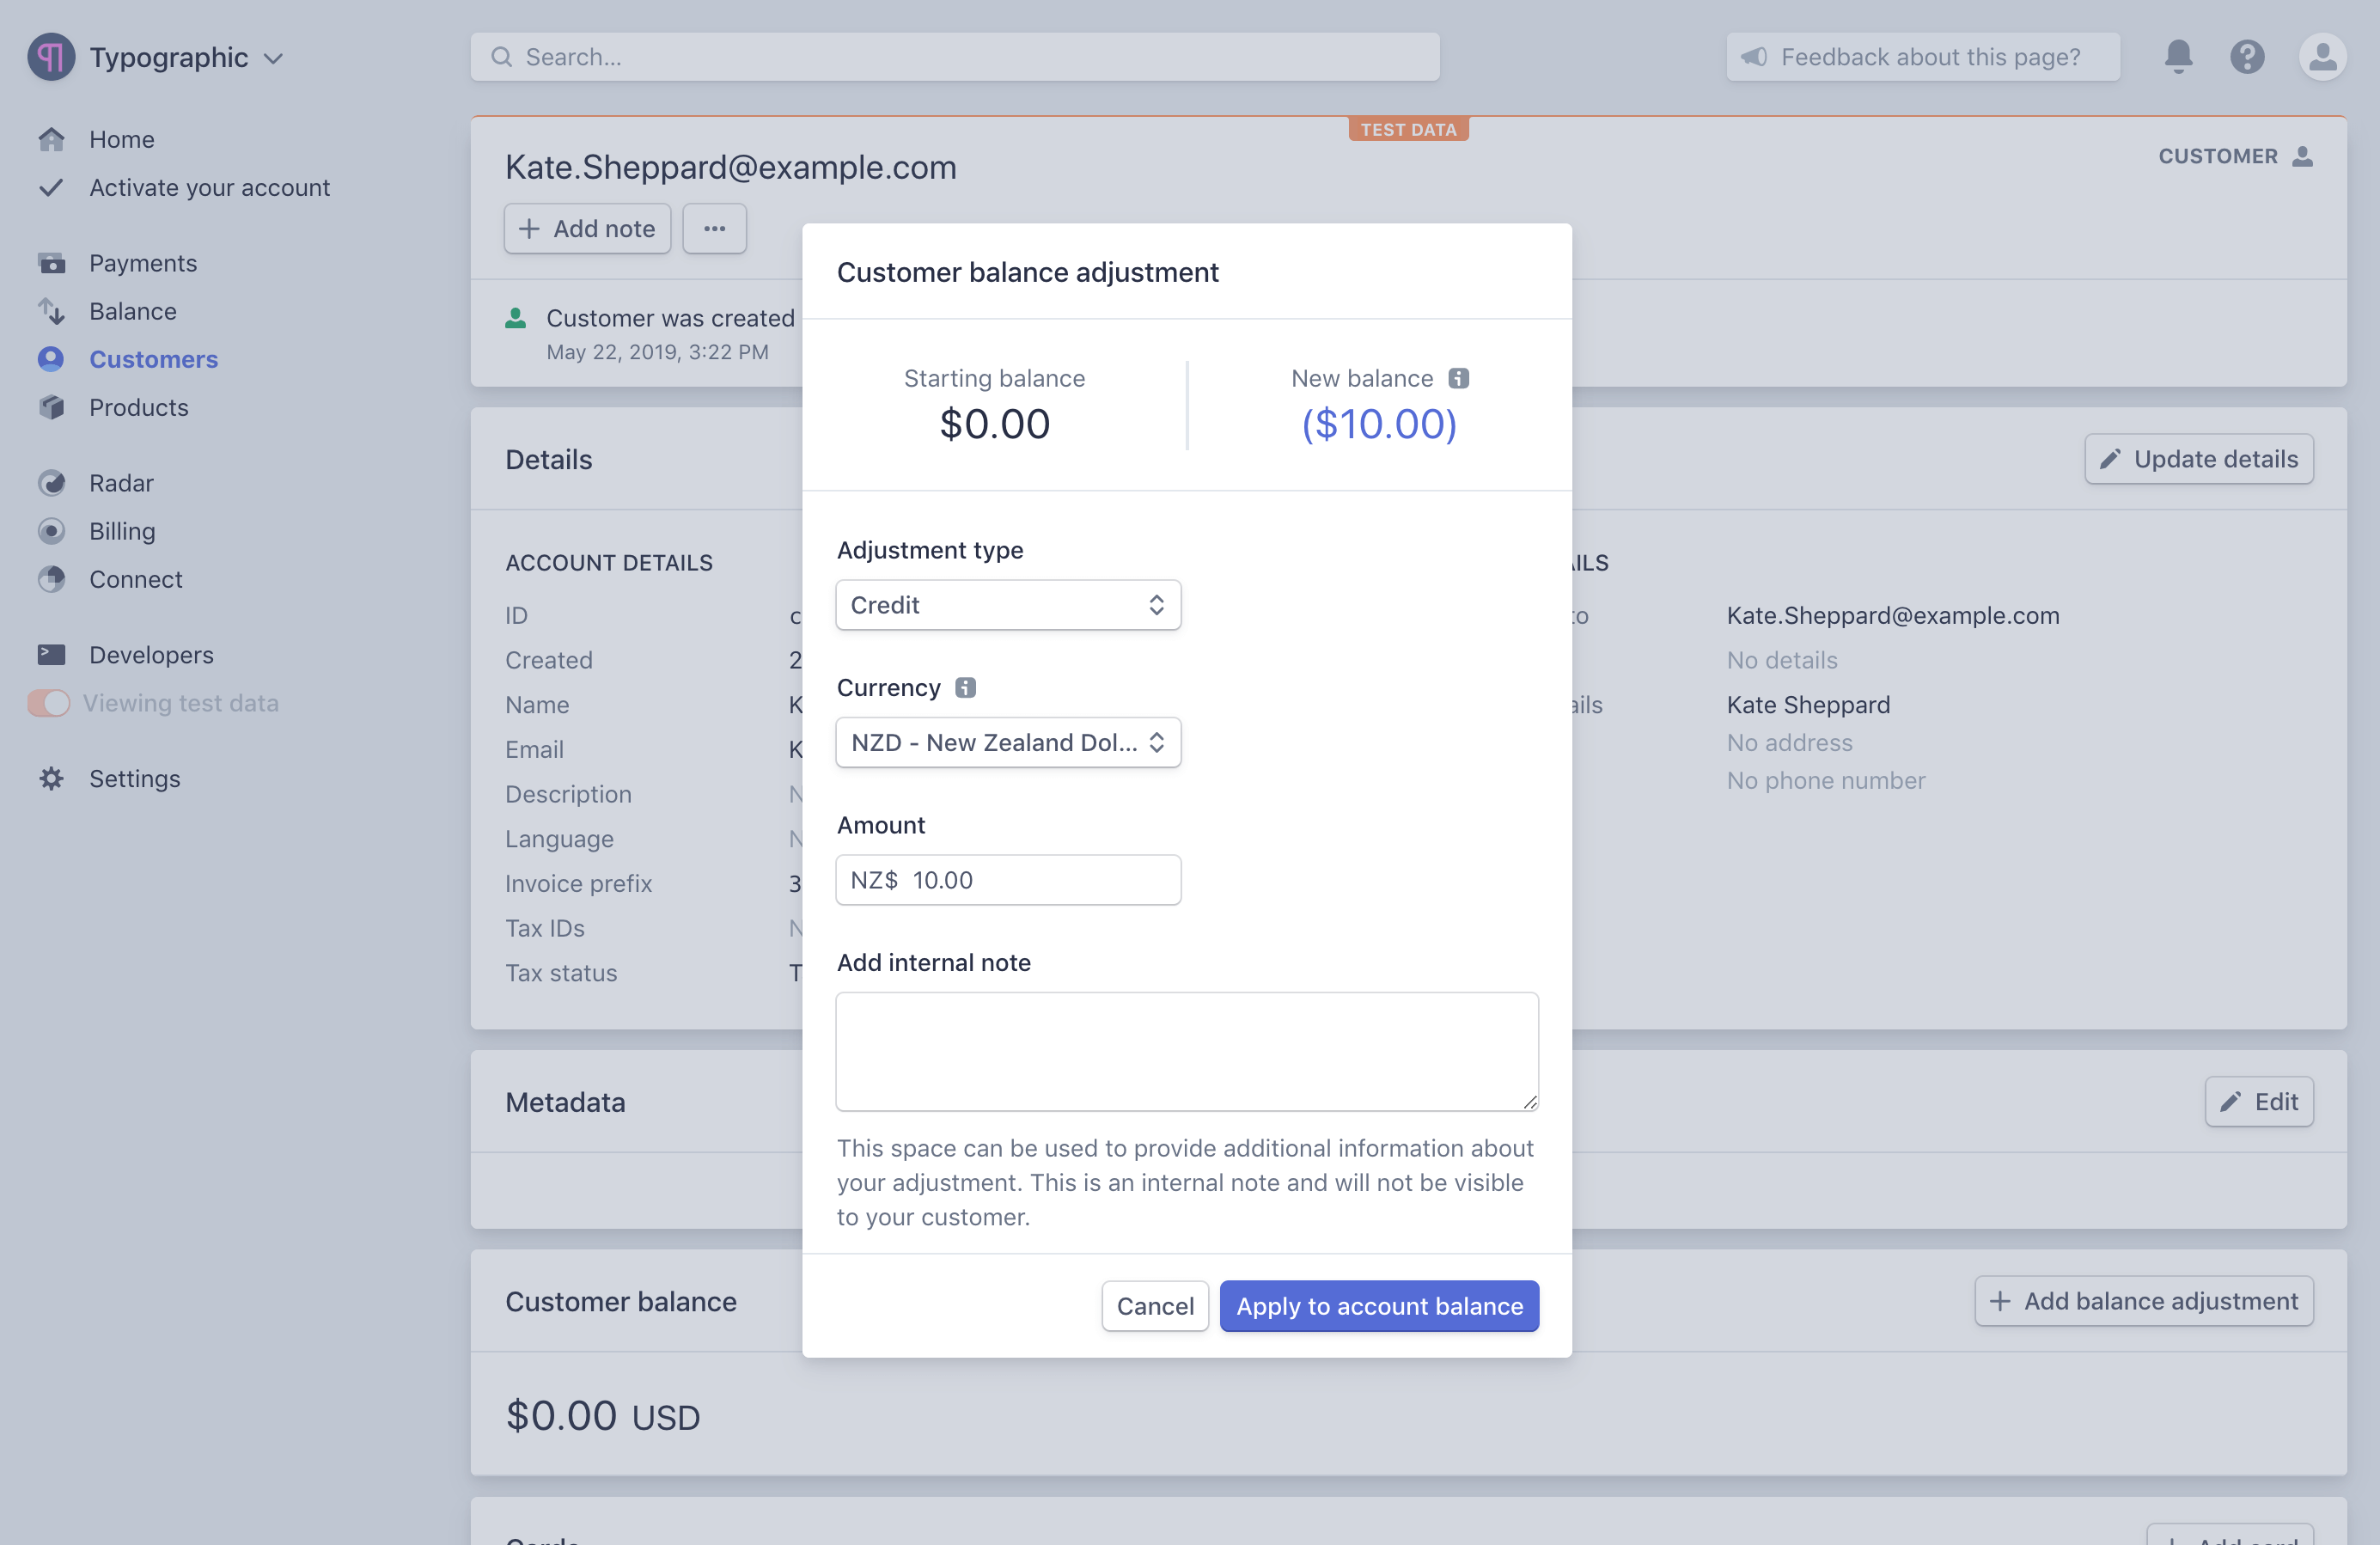 Typographic
Search...
Feedback about this page?
Home
Activate your account
Payments
Balance
Customers
Products
Radar
Billing
Connect
Developers
Viewing test data
Settings
TEST DATA
Kate.Sheppard@example.com
CUSTOMER
Add note
Customer was created
May 22, 2019, 3:22 PM
Details
Update details
ACCOUNT DETAILS
ID
Created
Name
Email
Description
Language
Invoice prefix
Tax IDs
Tax status
Kate.Sheppard@example.com
No details
Kate Sheppard
No address
No phone number
Metadata
Edit
Customer balance
Add balance adjustment
$0.00 USD
Customer balance adjustment
Starting balance
$0.00
New balance
($10.00)
Adjustment type
Credit
Currency
NZD - New Zealand Dol...
Amount
NZ$ 10.00
Add internal note
This space can be used to provide additional information about
your adjustment. This is an internal note and will not be visible
to your customer.
Cancel
Apply to account balance